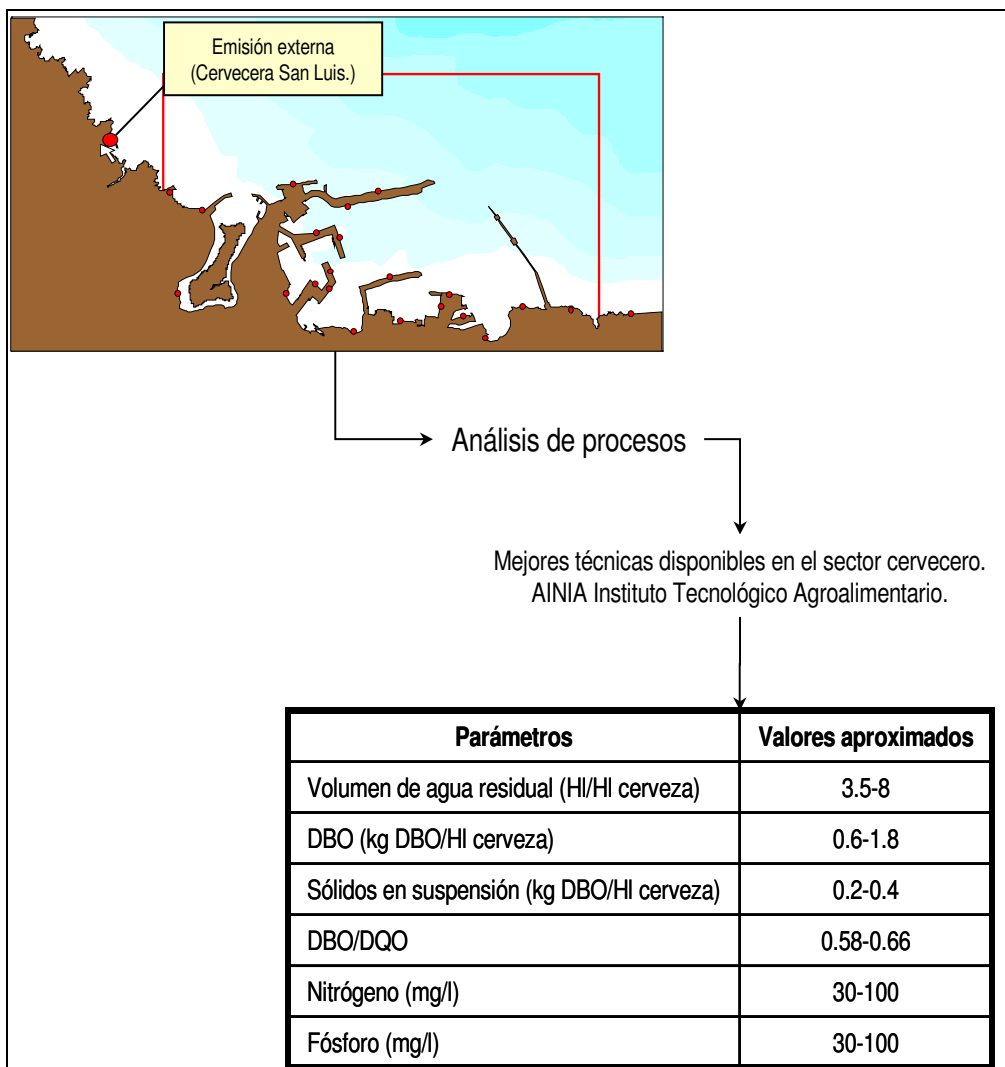 Emisión externa
(Cervecera San Luis.)
Análisis de procesos
Mejores técnicas disponibles en el sector cervecero.
AINIA Instituto Tecnológico Agroalimentario.
Parámetros Valores aproximados
Volumen de agua residual (Hl/Hl cerveza) 3.5-8
DBO (kg DBO/Hl cerveza) 0.6-1.8
Sólidos en suspensión (kg DBO/Hl cerveza) 0.2-0.4
DBO/DQO 0.58-0.66
Nitrógeno (mg/l) 30-100
Fósforo (mg/l) 30-100